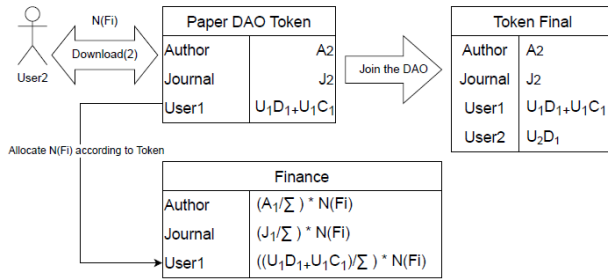 N(Fi)
Download(2)
User2
Paper DAO Token
Author A2
Journal J2
User1 U₁D₁₊U₁C₁
Join the DAO
Token Final
Author A2
Journal J2
User1 U₁D₁₊U₁C₁
User2 U₂D₁
Allocate N(Fi) according to Token
Finance
Author (A₁/∑ ) * N(Fi)
Journal (J₁/∑ ) * N(Fi)
User1 ((U₁D₁₊U₁C₁)/∑ ) * N(Fi)